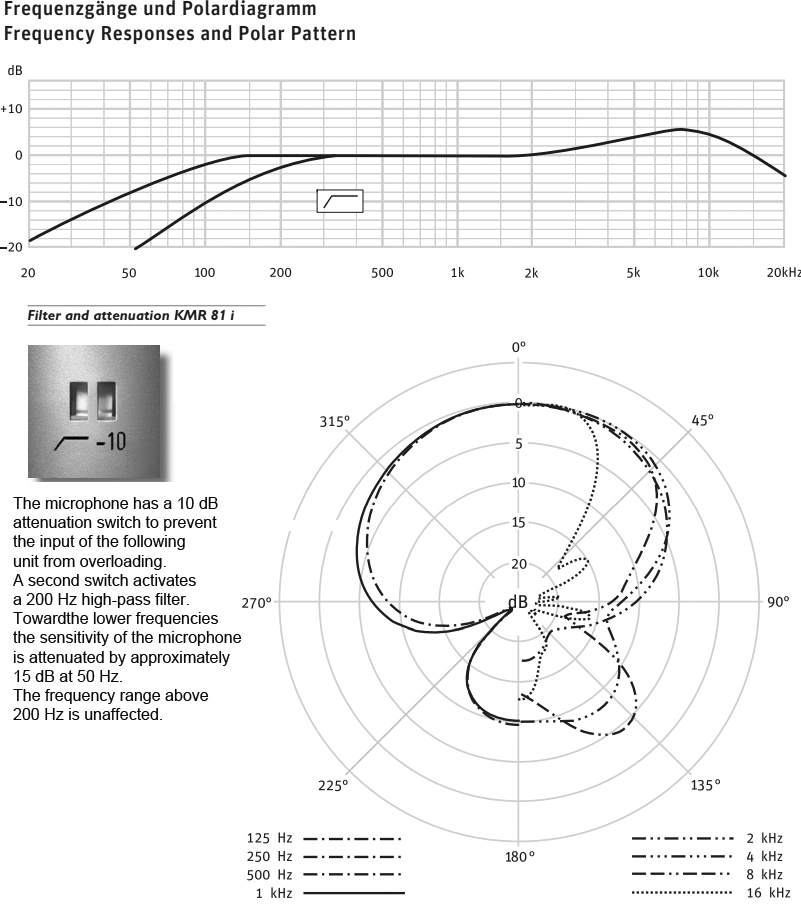 Frequenzgänge und Polardiagramm
Frequency Responses and Polar Pattern
dB
+10
0
−10
−20
20 50 100 200 500 1k 2k 5k 10k 20kHz
Filter and attenuation KMR 81 i
-10
The microphone has a 10 dB
attenuation switch to prevent
the input of the following
unit from overloading.
A second switch activates
a 200 Hz high-pass filter.
Towardthe lower frequencies
the sensitivity of the microphone
is attenuated by approximately
15 dB at 50 Hz.
The frequency range above
200 Hz is unaffected.
0°
315°
45°
0
5
10
15
20
dB
270°
90°
225°
135°
180°
125 Hz
250 Hz
500 Hz
1 kHz
2 kHz
4 kHz
8 kHz
16 kHz